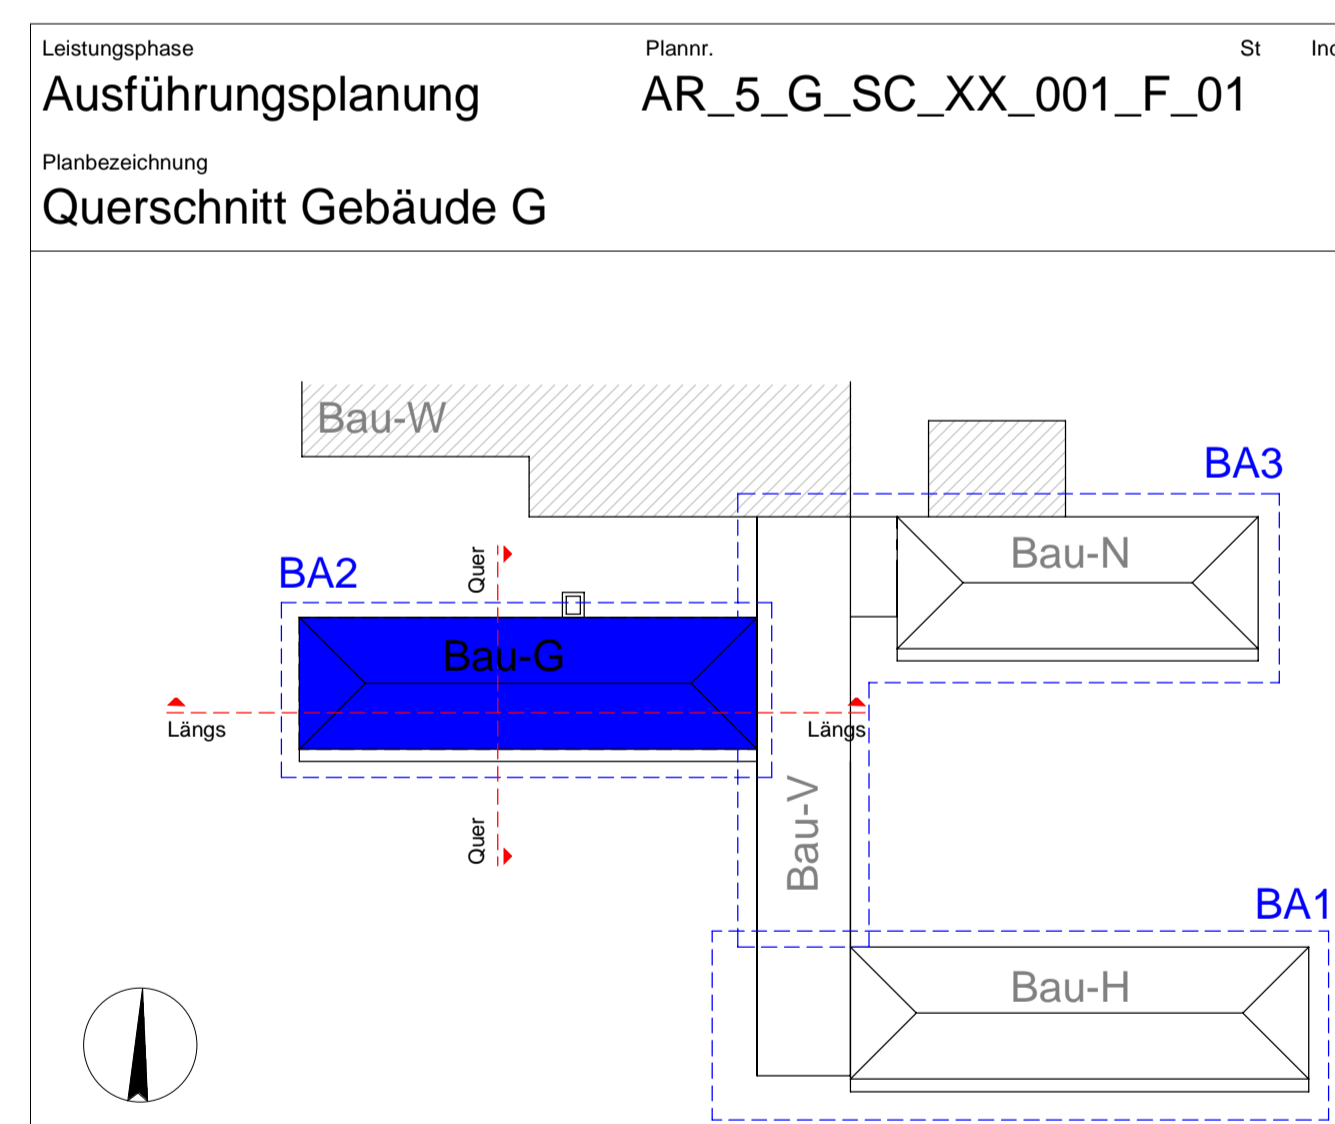 Leistungsphase
Plannr.
St
Ausführungsplanung
AR_5_G_SC_XX_001_F_01
Planbezeichnung
Querschnitt Gebäude G
Bau-W
BA3
Bau-N
Quer
BA2
Bau-G
Längs
Längs
Quer
Bau-V
BA1
Bau-H